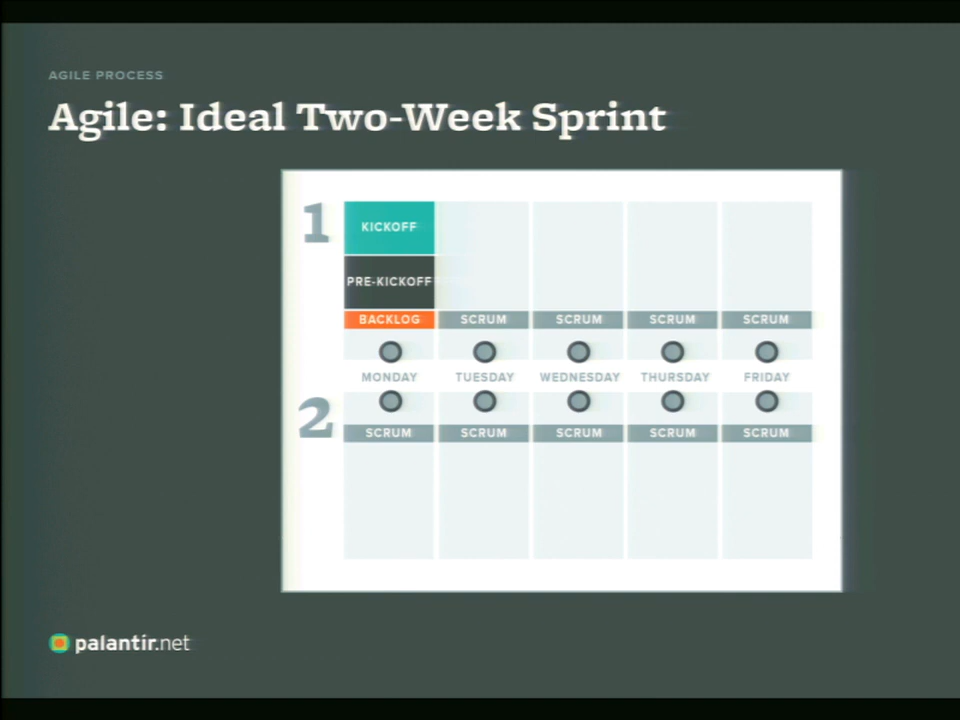 AGILE PROCESS
Agile: Ideal Two-Week Sprint
1
KICKOFF
PRE-KICKOFF
BACKLOG SCRUM SCRUM SCRUM SCRUM
MONDAY TUESDAY WEDNESDAY THURSDAY FRIDAY
2
SCRUM SCRUM SCRUM SCRUM SCRUM
palantir.net